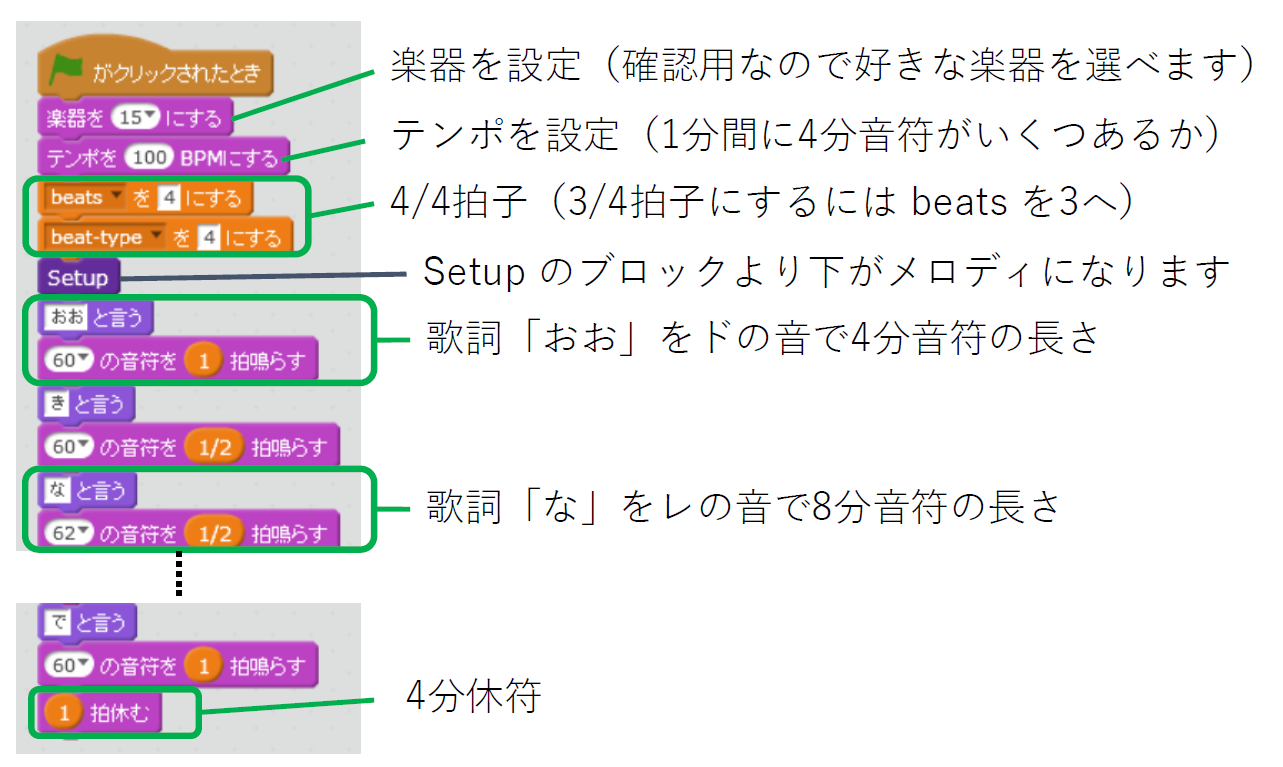 がクリックされたとき
楽器を 15 にする
テンポを 100 BPMにする
beats を 4 にする
beat-type を 4 にする
Setup
おお と言う
60 の音符を 1 拍鳴らす
き と言う
60 の音符を 1/2 拍鳴らす
な と言う
62 の音符を 1/2 拍鳴らす
で と言う
60 の音符を 1 拍鳴らす
1 拍休む
楽器を設定（確認用なので好きな楽器を選べます）
テンポを設定（1分間に4分音符がいくつあるか）
4/4拍子（3/4拍子にするには beats を3へ）
Setup のブロックより下がメロディになります
歌詞「おお」をドの音で4分音符の長さ
歌詞「な」をレの音で8分音符の長さ
4分休符